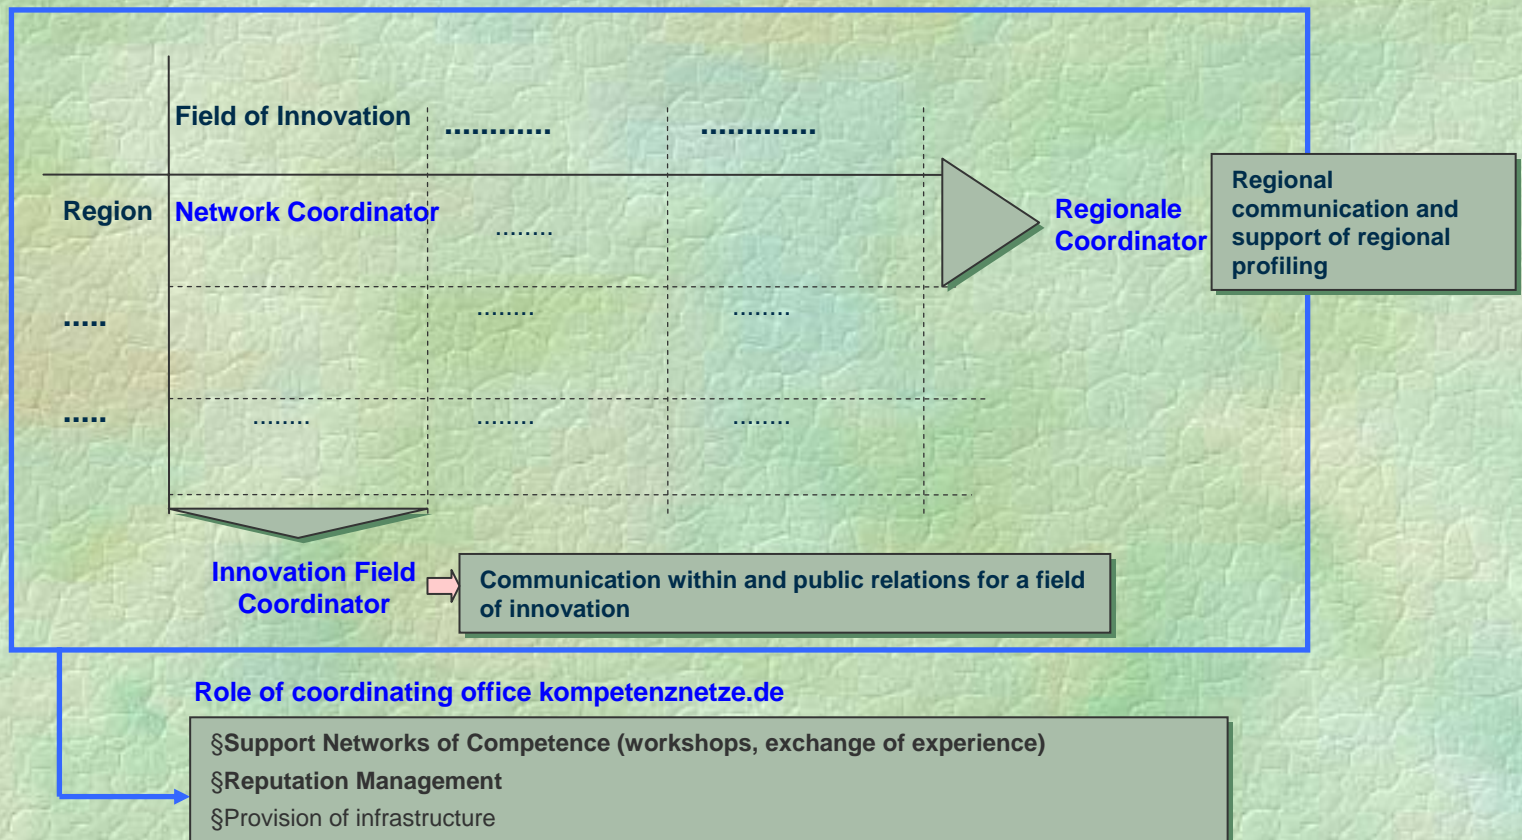 Field of Innovation ............ .............
Region Network Coordinator ........
Regionale
Coordinator
Regional
communication and
support of regional
profiling
..... ........ ........
..... ........ ........ ........
Innovation Field
Coordinator
Communication within and public relations for a field
of innovation
Role of coordinating office kompetenznetze.de
§Support Networks of Competence (workshops, exchange of experience)
§Reputation Management
§Provision of infrastructure